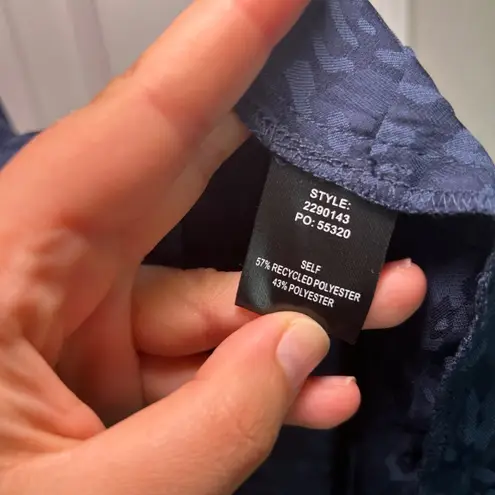 STYLE:
2290143
PO: 55320
SELF
57% RECYCLED POLYESTER
43% POLYESTER